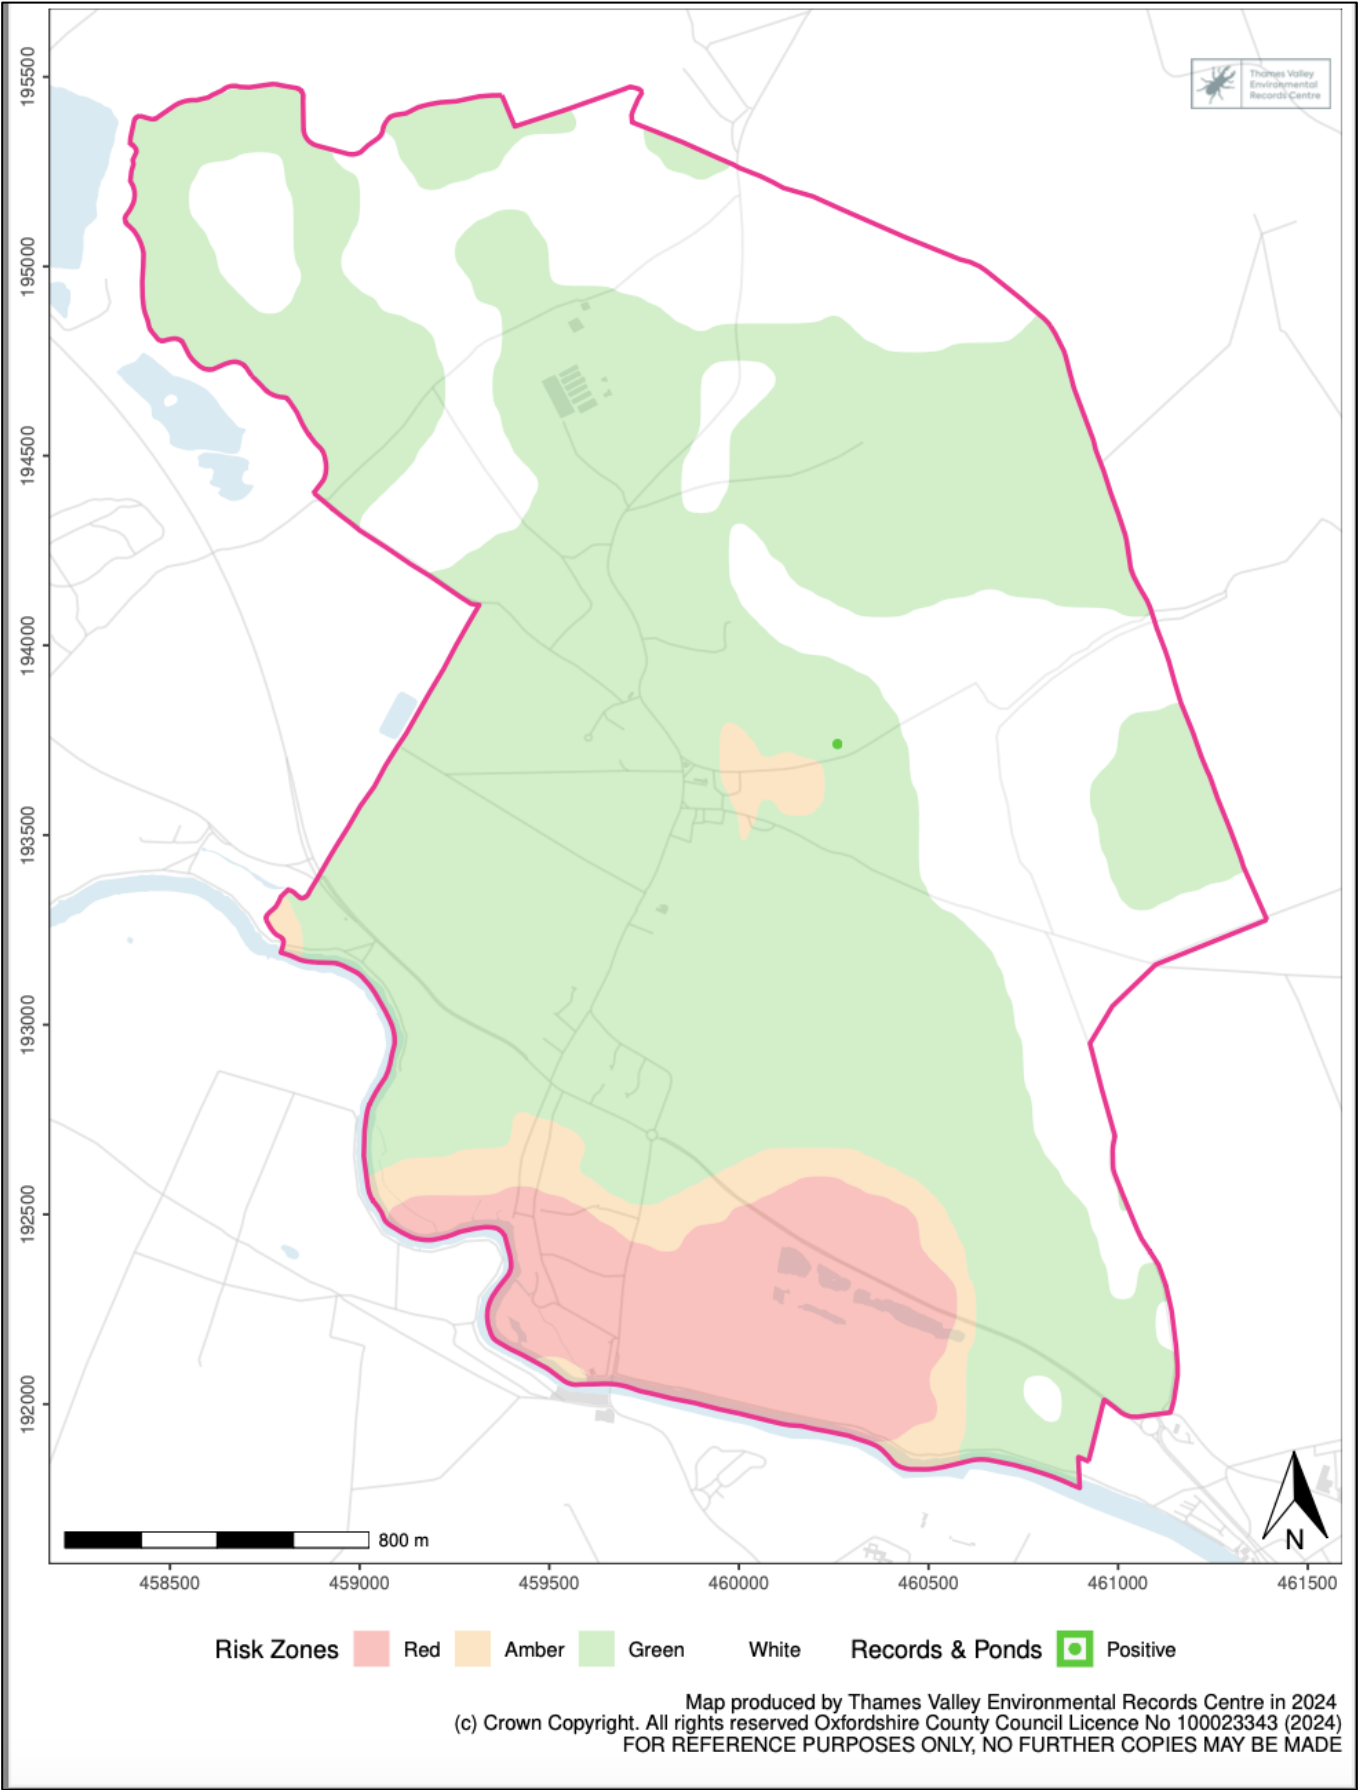 Thames Valley
Environmental
Records Centre
195500
195000
194500
194000
193500
193000
192500
192000
800 m
N
458500 459000 459500 460000 460500 461000 461500
Risk Zones Red Amber Green White Records & Ponds Positive
Map produced by Thames Valley Environmental Records Centre in 2024
(c) Crown Copyright. All rights reserved Oxfordshire County Council Licence No 100023343 (2024)
FOR REFERENCE PURPOSES ONLY, NO FURTHER COPIES MAY BE MADE